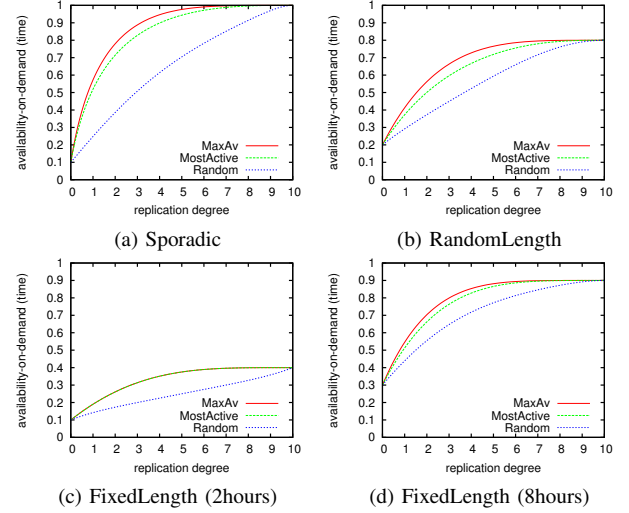 1
0.9
0.8
0.7
0.6
0.5
0.4
0.3
0.2
0.1
0
availability-on-demand (time)
MaxAv
MostActive
Random
0 1 2 3 4 5 6 7 8 9 10
replication degree
(a) Sporadic
1
0.9
0.8
0.7
0.6
0.5
0.4
0.3
0.2
0.1
0
availability-on-demand (time)
MaxAv
MostActive
Random
0 1 2 3 4 5 6 7 8 9 10
replication degree
(b) RandomLength
1
0.9
0.8
0.7
0.6
0.5
0.4
0.3
0.2
0.1
0
availability-on-demand (time)
MaxAv
MostActive
Random
0 1 2 3 4 5 6 7 8 9 10
replication degree
(c) FixedLength (2hours)
1
0.9
0.8
0.7
0.6
0.5
0.4
0.3
0.2
0.1
0
availability-on-demand (time)
MaxAv
MostActive
Random
0 1 2 3 4 5 6 7 8 9 10
replication degree
(d) FixedLength (8hours)